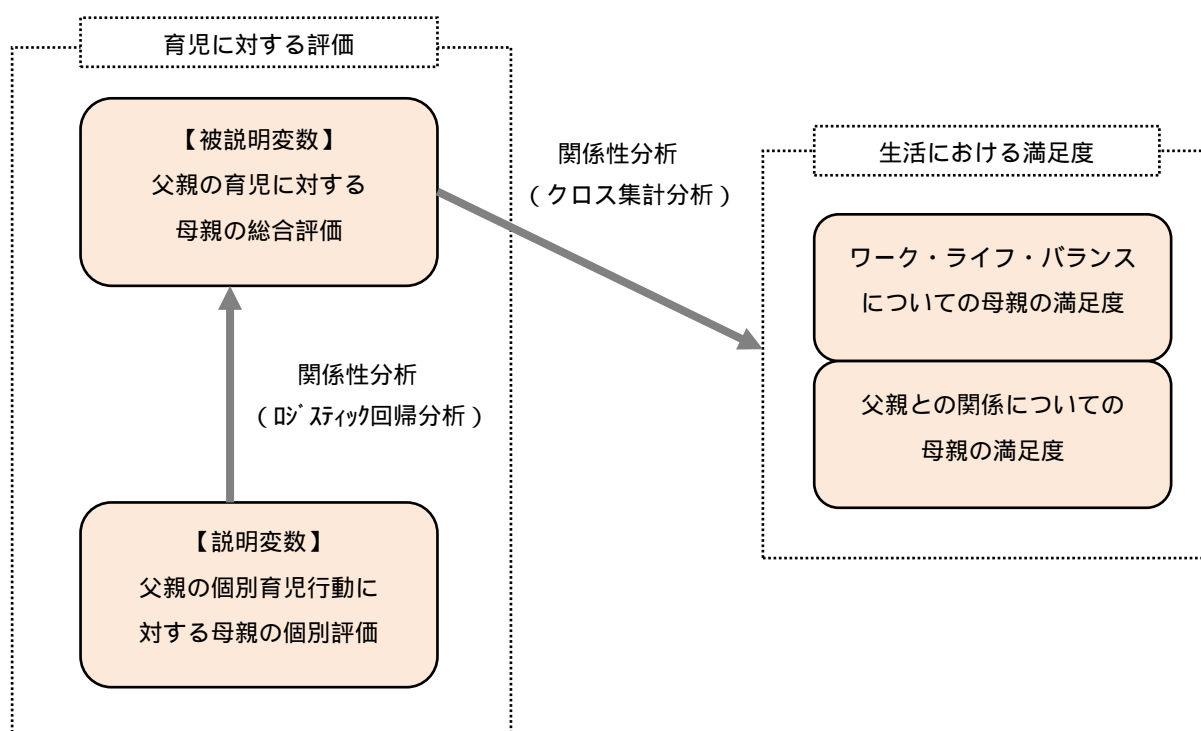 育児に対する評価
【被説明変数】
父親の育児に対する
母親の総合評価
関係性分析
(ロジスティック回帰分析)
【説明変数】
父親の個別育児行動に
対する母親の個別評価
関係性分析
(クロス集計分析)
生活における満足度
ワーク・ライフ・バランス
についての母親の満足度
父親との関係についての
母親の満足度